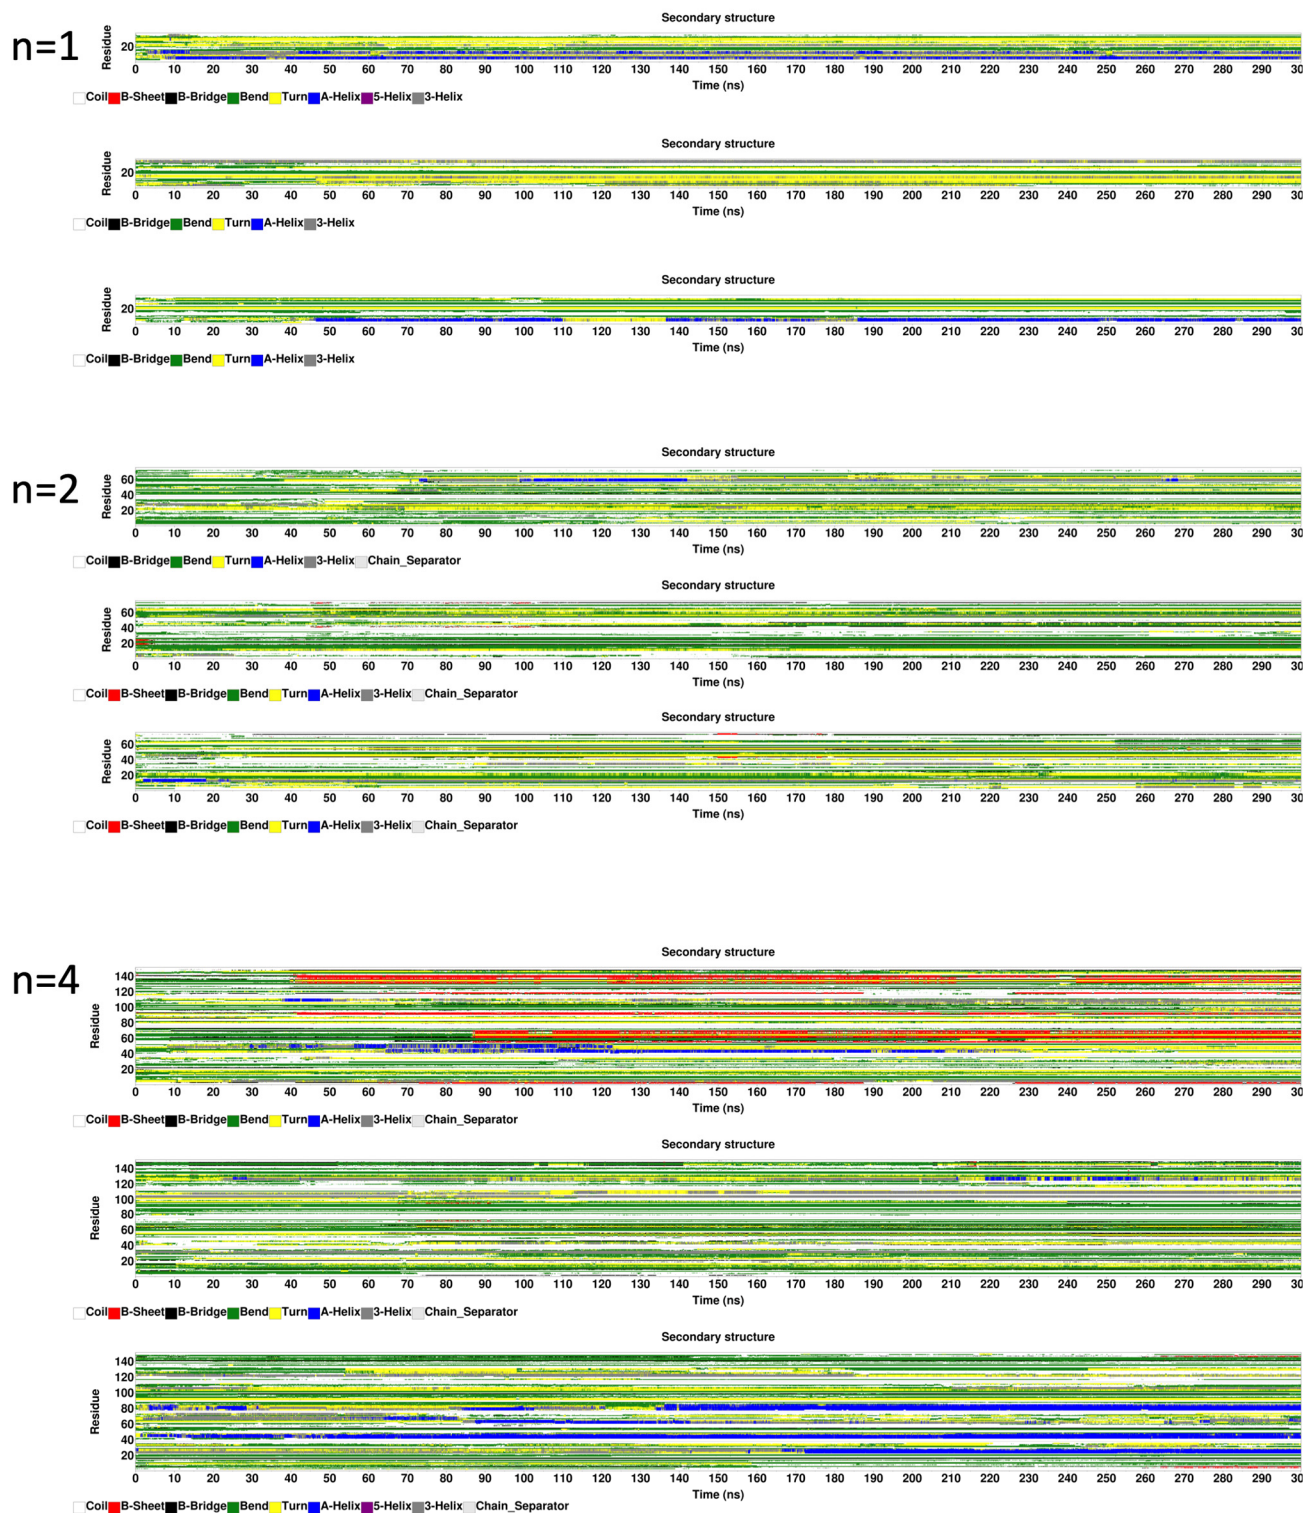 n=1
Secondary structure
Residue
20
0 10 20 30 40 50 60 70 80 90 100 110 120 130 140 150 160 170 180 190 200 210 220 230 240 250 260 270 280 290 30
Time (ns)
Coil B-Sheet B-Bridge Bend Turn A-Helix 5-Helix 3-Helix
Secondary structure
Residue
20
0 10 20 30 40 50 60 70 80 90 100 110 120 130 140 150 160 170 180 190 200 210 220 230 240 250 260 270 280 290 30
Time (ns)
Coil B-Bridge Bend Turn A-Helix 3-Helix
Secondary structure
Residue
20
0 10 20 30 40 50 60 70 80 90 100 110 120 130 140 150 160 170 180 190 200 210 220 230 240 250 260 270 280 290 30
Time (ns)
Coil B-Bridge Bend Turn A-Helix 3-Helix
n=2
Secondary structure
Residue
60
40
20
0 10 20 30 40 50 60 70 80 90 100 110 120 130 140 150 160 170 180 190 200 210 220 230 240 250 260 270 280 290 30
Time (ns)
Coil B-Bridge Bend Turn A-Helix 3-Helix Chain_Separator
Secondary structure
Residue
60
40
20
0 10 20 30 40 50 60 70 80 90 100 110 120 130 140 150 160 170 180 190 200 210 220 230 240 250 260 270 280 290 30
Time (ns)
Coil B-Sheet B-Bridge Bend Turn A-Helix 3-Helix Chain_Separator
Secondary structure
Residue
60
40
20
0 10 20 30 40 50 60 70 80 90 100 110 120 130 140 150 160 170 180 190 200 210 220 230 240 250 260 270 280 290 30
Time (ns)
Coil B-Sheet B-Bridge Bend Turn A-Helix 3-Helix Chain_Separator
n=4
Secondary structure
Residue
140
120
100
80
60
40
20
0 10 20 30 40 50 60 70 80 90 100 110 120 130 140 150 160 170 180 190 200 210 220 230 240 250 260 270 280 290 30
Time (ns)
Coil B-Sheet B-Bridge Bend Turn A-Helix 3-Helix Chain_Separator
Secondary structure
Residue
140
120
100
80
60
40
20
0 10 20 30 40 50 60 70 80 90 100 110 120 130 140 150 160 170 180 190 200 210 220 230 240 250 260 270 280 290 30
Time (ns)
Coil B-Sheet B-Bridge Bend Turn A-Helix 3-Helix Chain_Separator
Secondary structure
Residue
140
120
100
80
60
40
20
0 10 20 30 40 50 60 70 80 90 100 110 120 130 140 150 160 170 180 190 200 210 220 230 240 250 260 270 280 290 30
Time (ns)
Coil B-Sheet B-Bridge Bend Turn A-Helix 5-Helix 3-Helix Chain_Separator